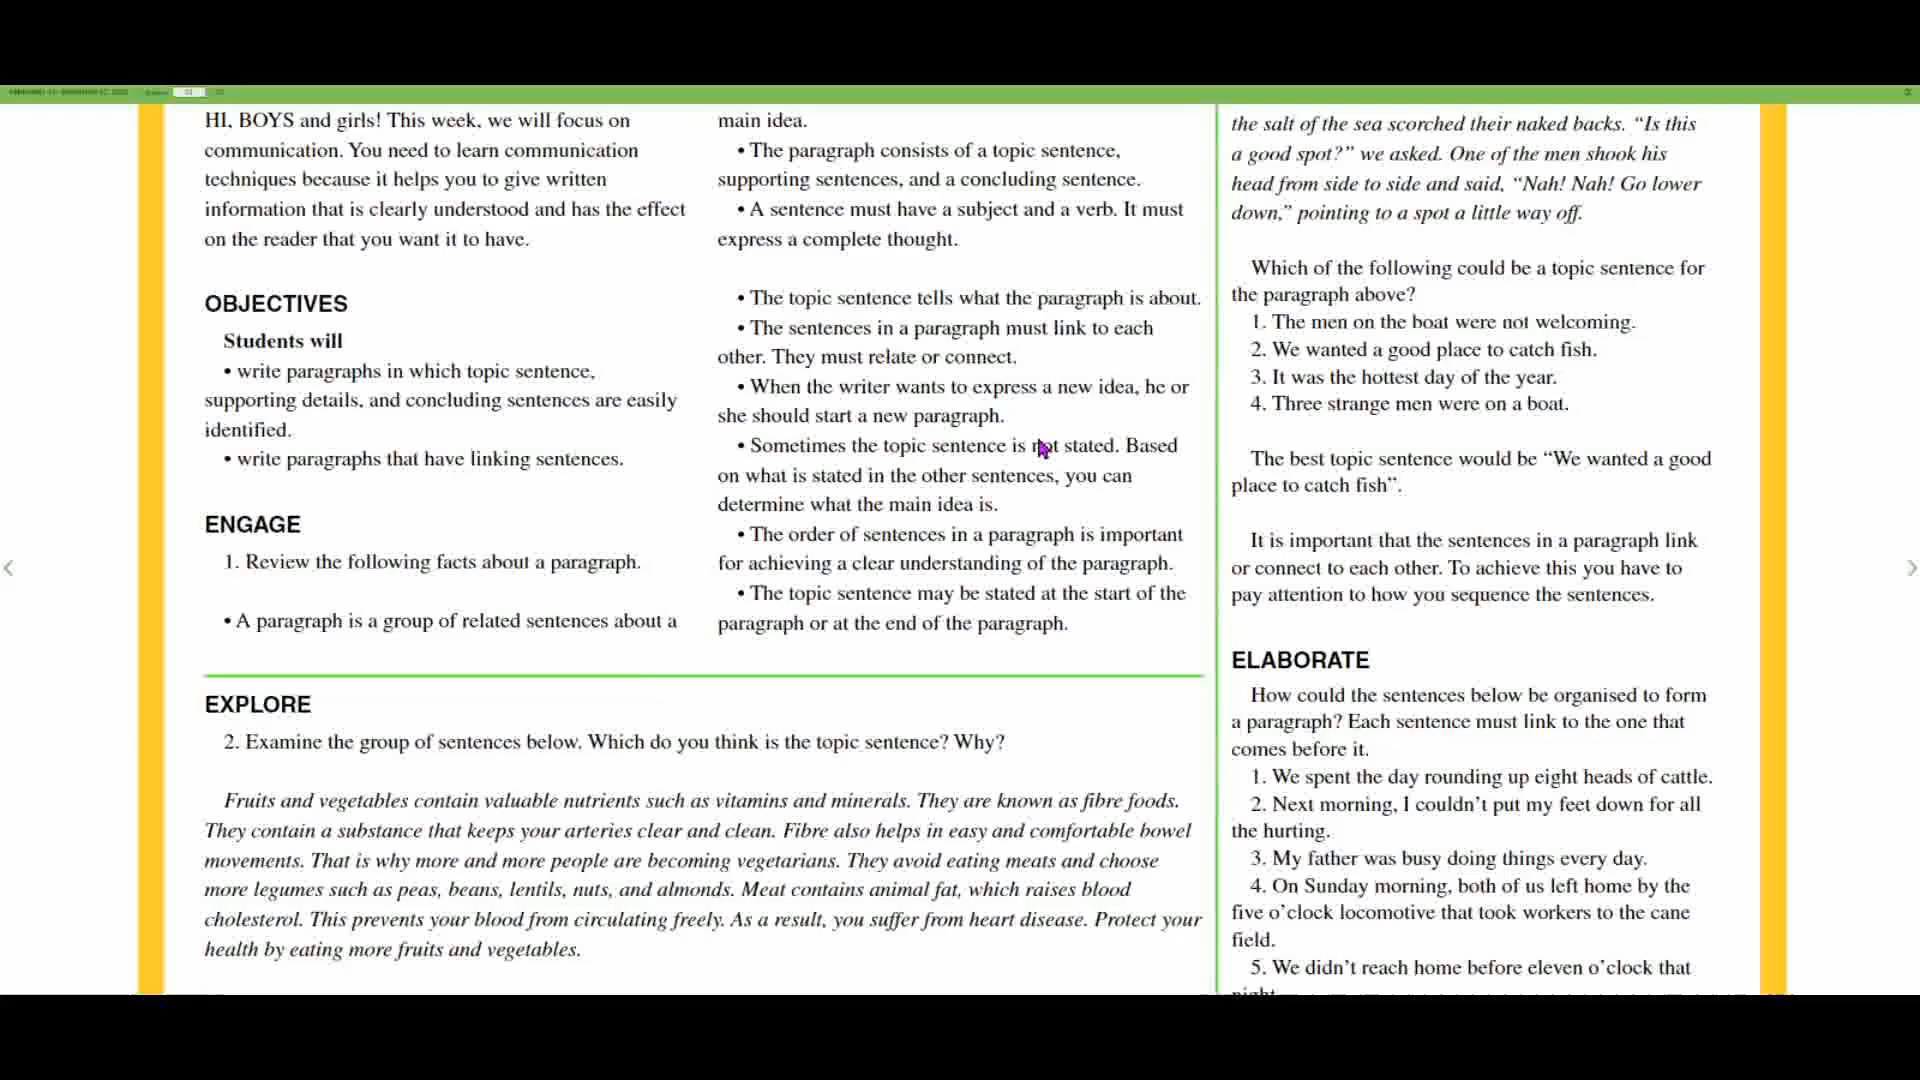 HI, BOYS and girls! This week, we will focus on
communication. You need to learn communication
techniques because it helps you to give written
information that is clearly understood and has the effect
on the reader that you want it to have.
OBJECTIVES
Students will
• write paragraphs in which topic sentence,
supporting details, and concluding sentences are easily
identified.
• write paragraphs that have linking sentences.
ENGAGE
1. Review the following facts about a paragraph.
• A paragraph is a group of related sentences about a
main idea.
• The paragraph consists of a topic sentence,
supporting sentences, and a concluding sentence.
• A sentence must have a subject and a verb. It must
express a complete thought.
• The topic sentence tells what the paragraph is about.
• The sentences in a paragraph must link to each
other. They must relate or connect.
• When the writer wants to express a new idea, he or
she should start a new paragraph.
• Sometimes the topic sentence is not stated. Based
on what is stated in the other sentences, you can
determine what the main idea is.
• The order of sentences in a paragraph is important
for achieving a clear understanding of the paragraph.
• The topic sentence may be stated at the start of the
paragraph or at the end of the paragraph.
EXPLORE
2. Examine the group of sentences below. Which do you think is the topic sentence? Why?
Fruits and vegetables contain valuable nutrients such as vitamins and minerals. They are known as fibre foods.
They contain a substance that keeps your arteries clear and clean. Fibre also helps in easy and comfortable bowel
movements. That is why more and more people are becoming vegetarians. They avoid eating meats and choose
more legumes such as peas, beans, lentils, nuts, and almonds. Meat contains animal fat, which raises blood
cholesterol. This prevents your blood from circulating freely. As a result, you suffer from heart disease. Protect your
health by eating more fruits and vegetables.
the salt of the sea scorched their naked backs. “Is this
a good spot?” we asked. One of the men shook his
head from side to side and said, “Nah! Nah! Go lower
down,” pointing to a spot a little way off.
Which of the following could be a topic sentence for
the paragraph above?
1. The men on the boat were not welcoming.
2. We wanted a good place to catch fish.
3. It was the hottest day of the year.
4. Three strange men were on a boat.
The best topic sentence would be “We wanted a good
place to catch fish”.
It is important that the sentences in a paragraph link
or connect to each other. To achieve this you have to
pay attention to how you sequence the sentences.
ELABORATE
How could the sentences below be organised to form
a paragraph? Each sentence must link to the one that
comes before it.
1. We spent the day rounding up eight heads of cattle.
2. Next morning, I couldn’t put my feet down for all
the hurting.
3. My father was busy doing things every day.
4. On Sunday morning, both of us left home by the
five o’clock locomotive that took workers to the cane
field.
5. We didn’t reach home before eleven o’clock that